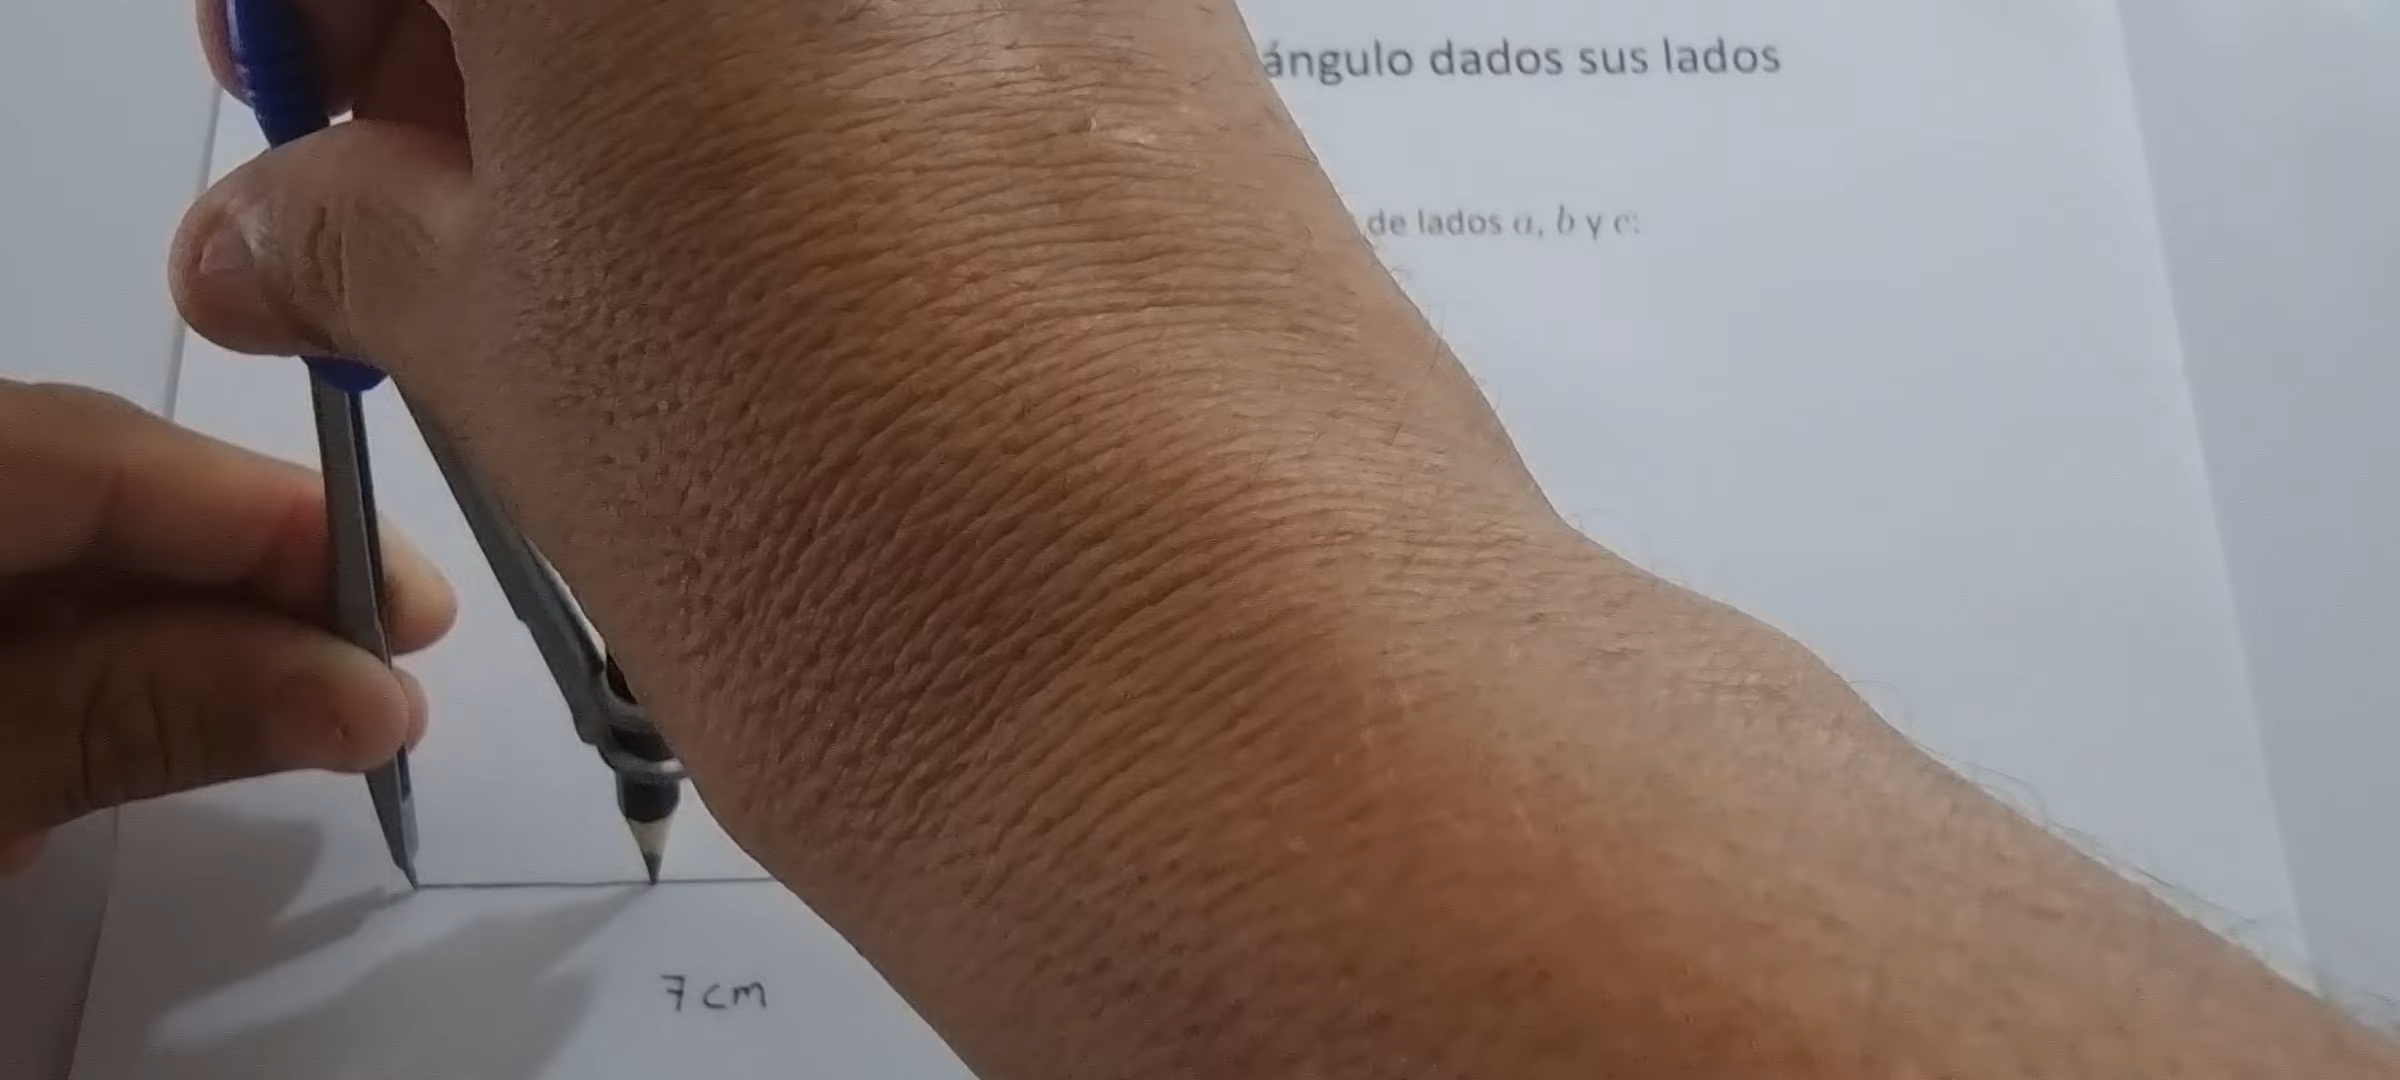 ángulo dados sus lados
de lados a, b y c:
7 cm